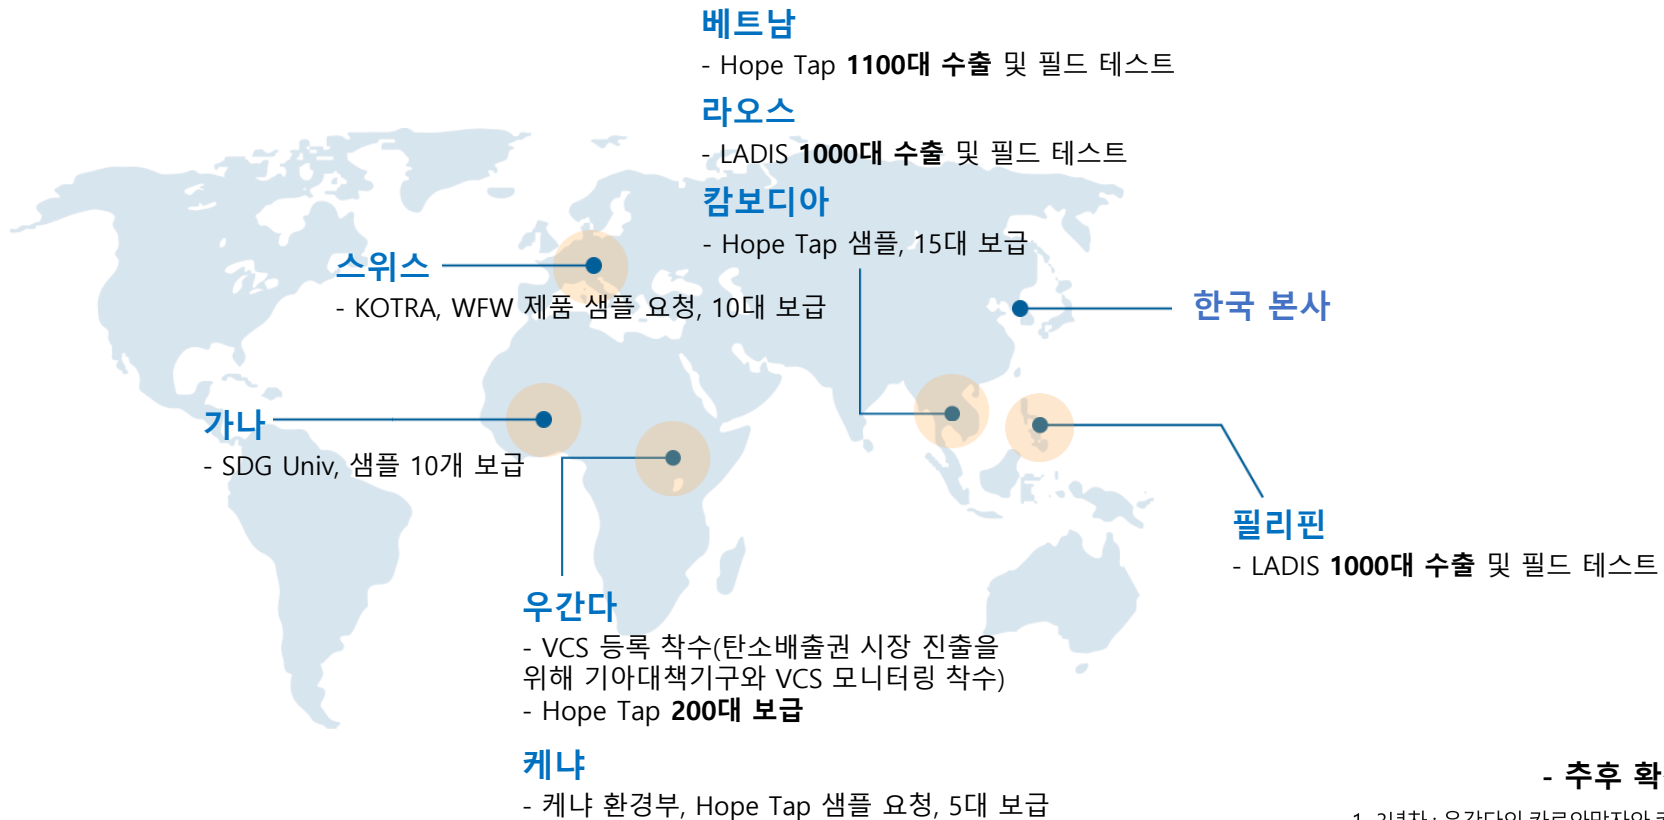 베트남
- Hope Tap 1100대 수출 및 필드 테스트
라오스
- LADIS 1000대 수출 및 필드 테스트
캄보디아
- Hope Tap 샘플, 15대 보급
스위스
- KOTRA, WFW 제품 샘플 요청, 10대 보급
한국 본사
가나
- SDG Univ, 샘플 10개 보급
필리핀
- LADIS 1000대 수출 및 필드 테스트
우간다
- VCS 등록 착수(탄소배출권 시장 진출을
위해 기아대책기구와 VCS 모니터링 착수)
- Hope Tap 200대 보급
케냐
- 케냐 환경부, Hope Tap 샘플 요청, 5대 보급
- 추후 확